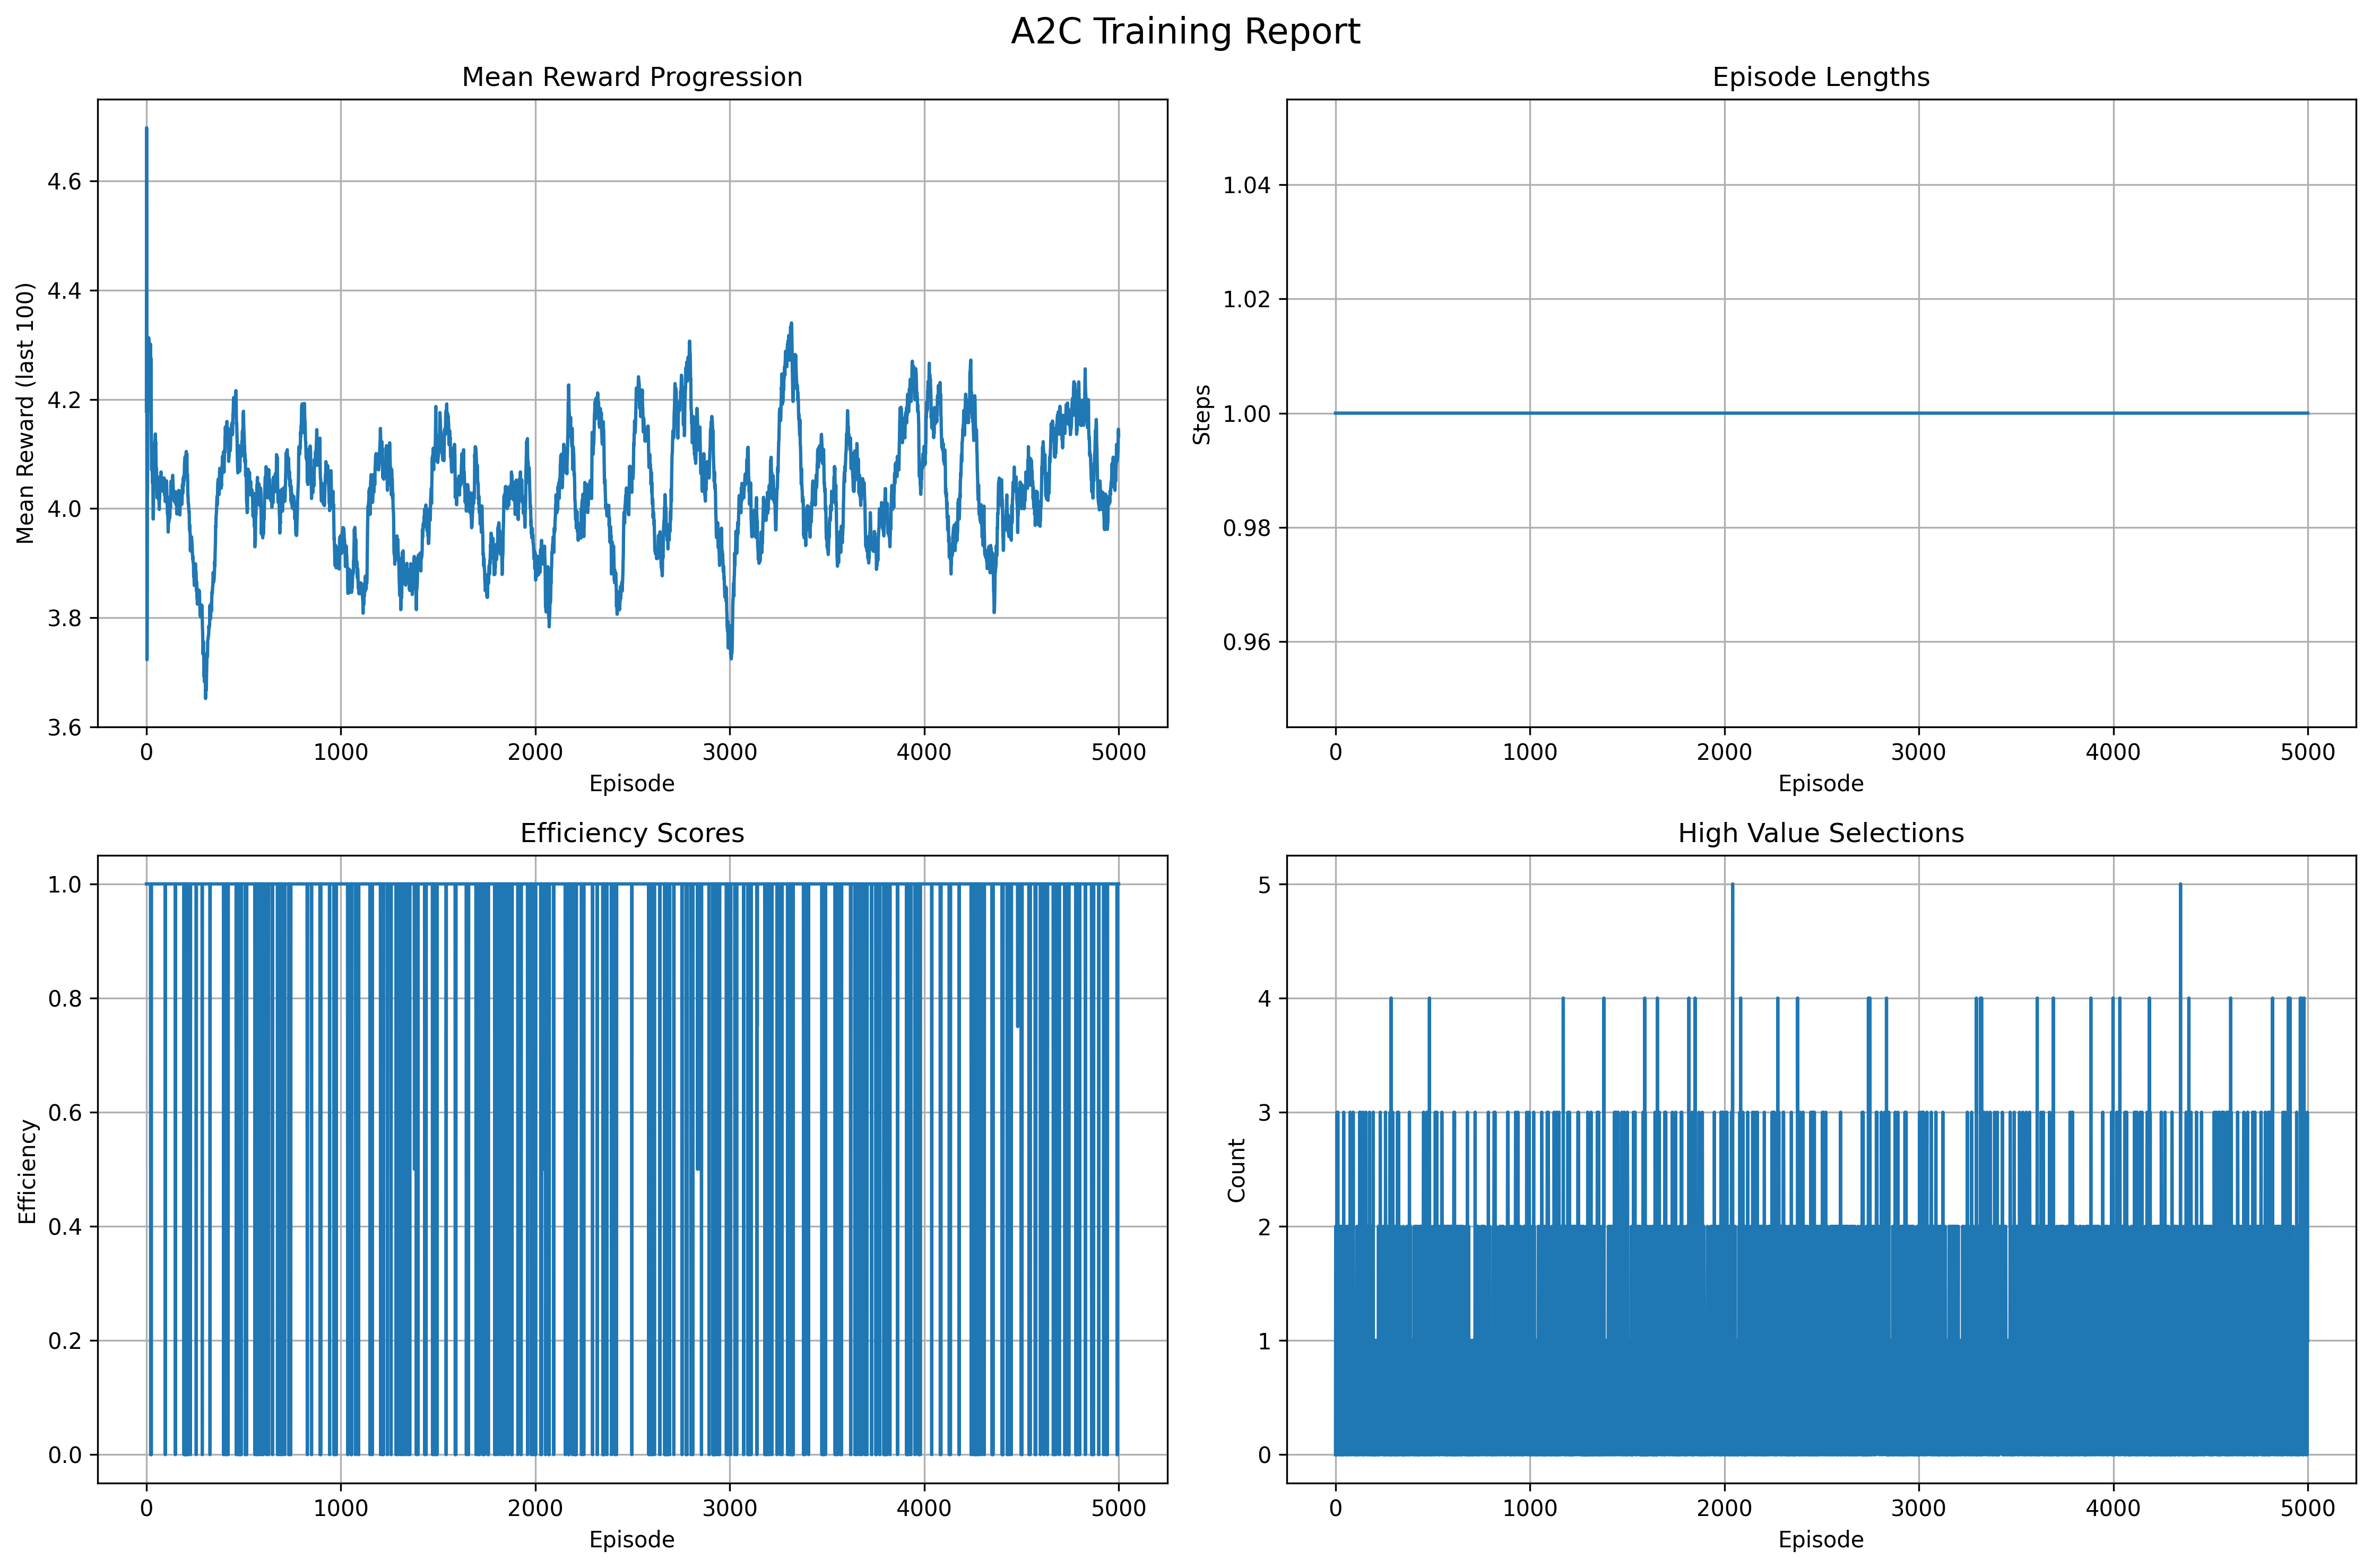 A2C Training Report
Mean Reward Progression
Mean Reward (last 100)
4.6
4.4
4.2
4.0
3.8
3.6
0 1000 2000 3000 4000 5000
Episode
Episode Lengths
Steps
1.04
1.02
1.00
0.98
0.96
0 1000 2000 3000 4000 5000
Episode
Efficiency Scores
Efficiency
1.0
0.8
0.6
0.4
0.2
0.0
0 1000 2000 3000 4000 5000
Episode
High Value Selections
Count
5
4
3
2
1
0
0 1000 2000 3000 4000 5000
Episode